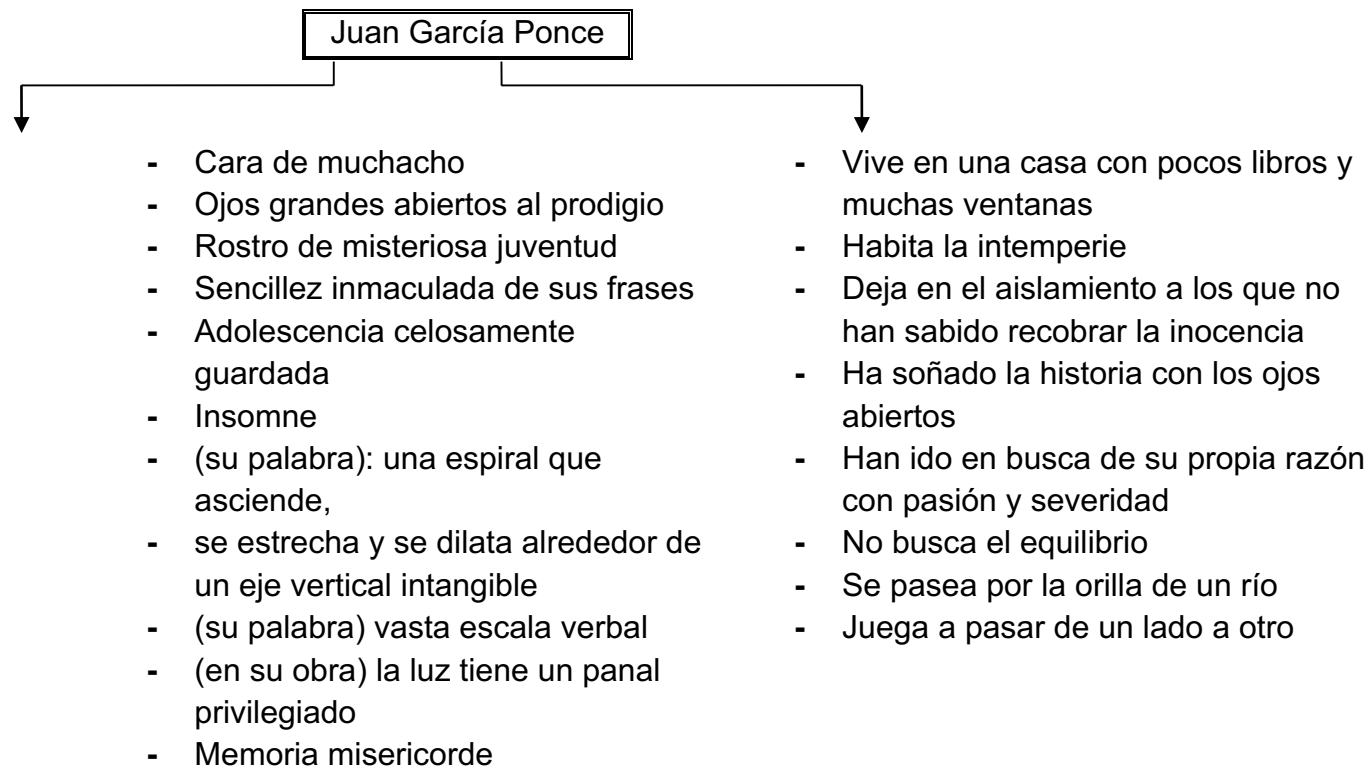 Juan García Ponce
- Cara de muchacho
- Ojos grandes abiertos al prodigio
- Rostro de misteriosa juventud
- Sencillez inmaculada de sus frases
- Adolescencia celosamente
guardada
- Insomne
- (su palabra): una espiral que
asciende,
- se estrecha y se dilata alrededor de
un eje vertical intangible
- (su palabra) vasta escala verbal
- (en su obra) la luz tiene un panal
privilegiado
- Memoria misericorde
- Vive en una casa con pocos libros y
muchas ventanas
- Habita la intemperie
- Deja en el aislamiento a los que no
han sabido recobrar la inocencia
- Ha soñado la historia con los ojos
abiertos
- Han ido en busca de su propia razón
con pasión y severidad
- No busca el equilibrio
- Se pasea por la orilla de un río
- Juega a pasar de un lado a otro